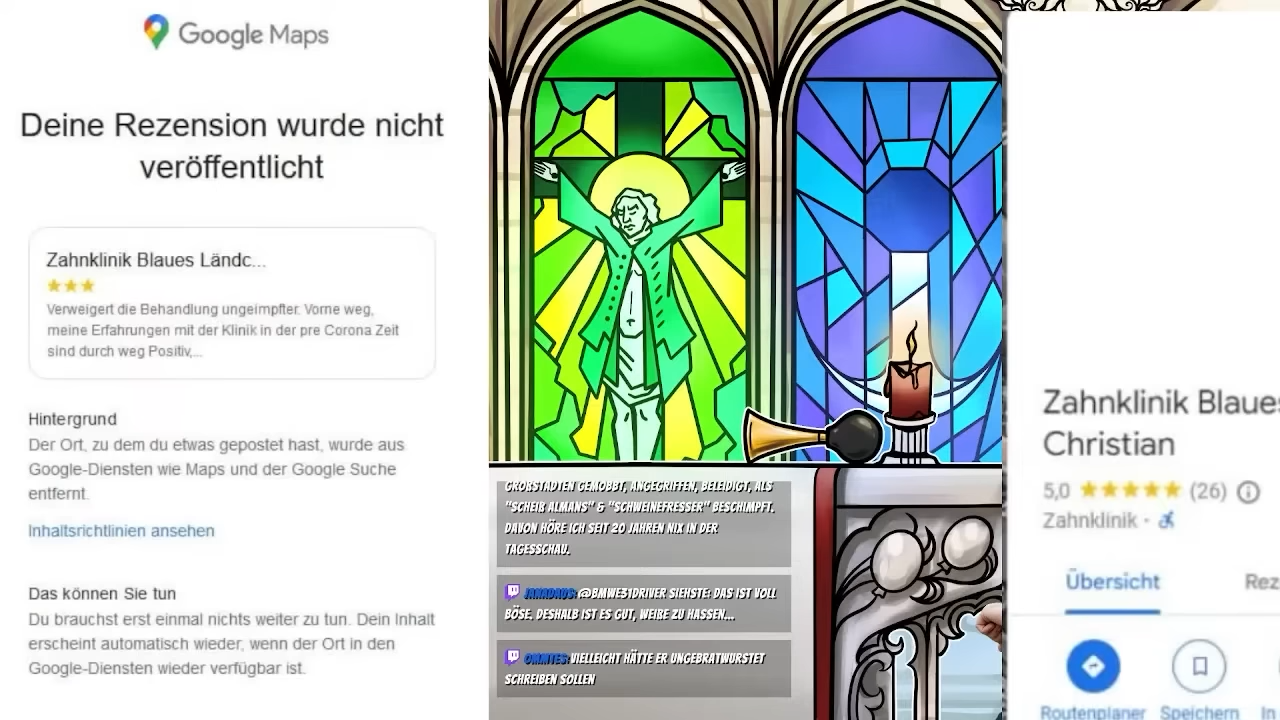 Google Maps
Deine Rezension wurde nicht
veröffentlicht
Zahnklinik Blaues Ländc...
Verweigert die Behandlung ungeimpfter. Vorne weg,
meine Erfahrungen mit der Klinik in der pre Corona Zeit
sind durch weg Positiv,...
Hintergrund
Der Ort, zu dem du etwas gepostet hast, wurde aus
Google-Diensten wie Maps und der Google Suche
entfernt.
Inhaltsrichtlinien ansehen
Das können Sie tun
Du brauchst erst einmal nichts weiter zu tun. Dein Inhalt
erscheint automatisch wieder, wenn der Ort in den
Google-Diensten wieder verfügbar ist.
GROßSTÄDTEN GEMOBBT, ANGEGRIFFEN, BELEIDIGT, ALS
"SCHEIß ALMANS" & "SCHWEINEFRESSER" BESCHIMPFT.
DAVON HÖRE ICH SEIT 20 JAHREN NIX IN DER
TAGESSCHAU.
JANADADS: @BMWE31DRIVER SIEHSTE: DAS IST VOLL
BÖSE. DESHALB IST ES GUT, WEIßE ZU HASSEN...
OMMTES: VIELLEICHT HÄTTE ER UNGEBRATWURSTET
SCHREIBEN SOLLEN
Zahnklinik Blaues
Christian
5,0 (26)
Zahnklinik ·
Übersicht Rez
Routenplaner Speichern In